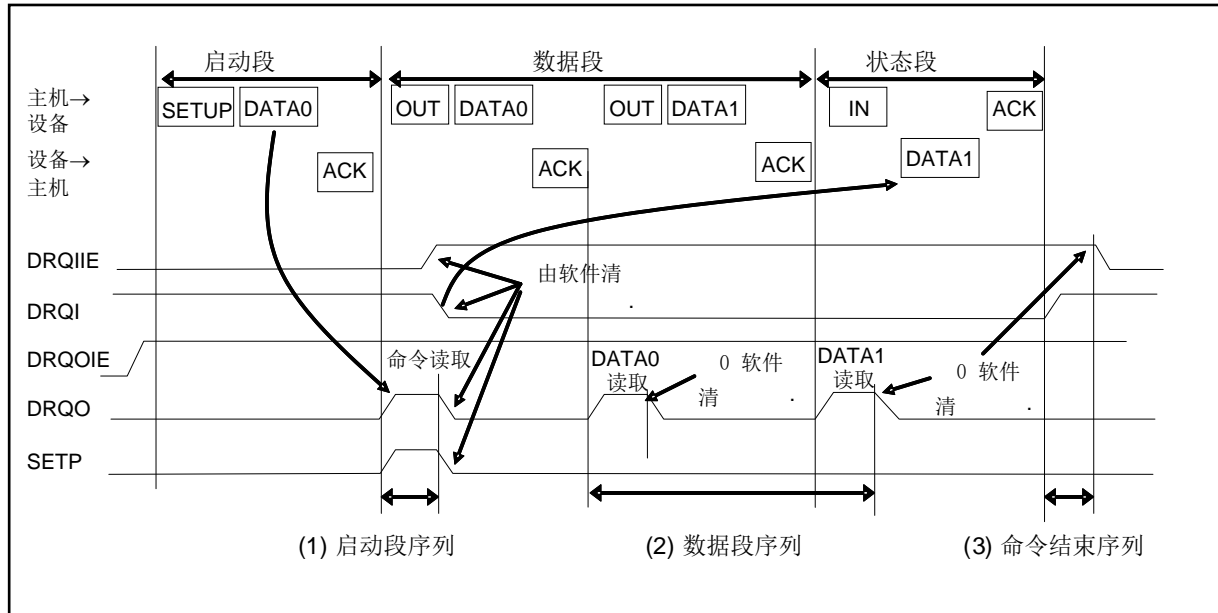 启动段 数据段 状态段
主机→
设备
SETUP DATA0 OUT DATA0 OUT DATA1 IN ACK
设备→
主机
ACK ACK ACK DATA1
DRQIIE
由软件清
DRQI .
DRQOIE
命令读取 DATA0 0 软件 DATA1 0 软件
读取 读取
DRQO 清 . 清 .
SETP
(1) 启动段序列 (2) 数据段序列 (3) 命令结束序列